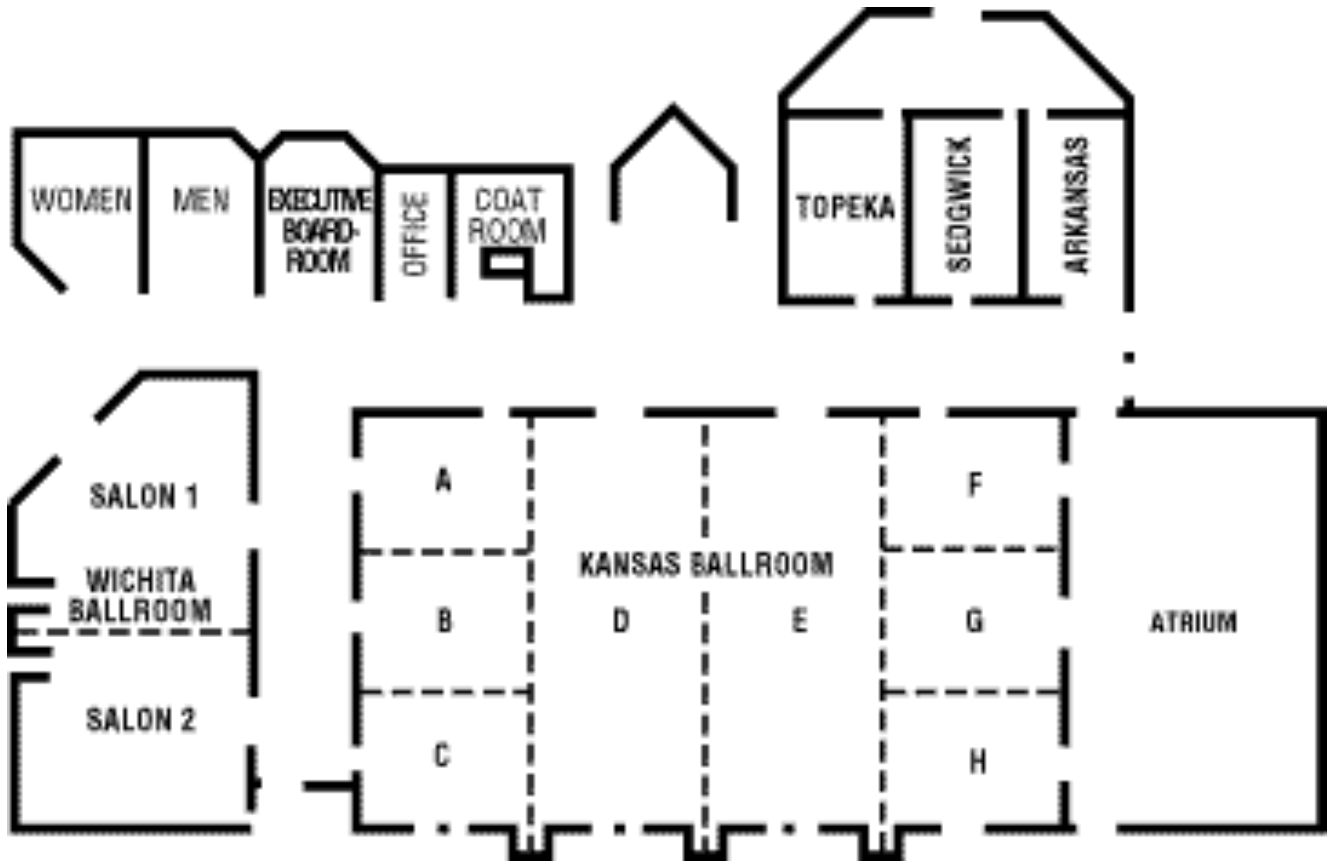 WOMEN
MEN
EXECUTIVE
BOARD-
ROOM
OFFICE
COAT
ROOM
TOPEKA
SEDGWICK
ARKANSAS
SALON 1
WICHITA
BALLROOM
SALON 2
A
B
C
KANSAS BALLROOM
D
E
F
G
H
ATRIUM